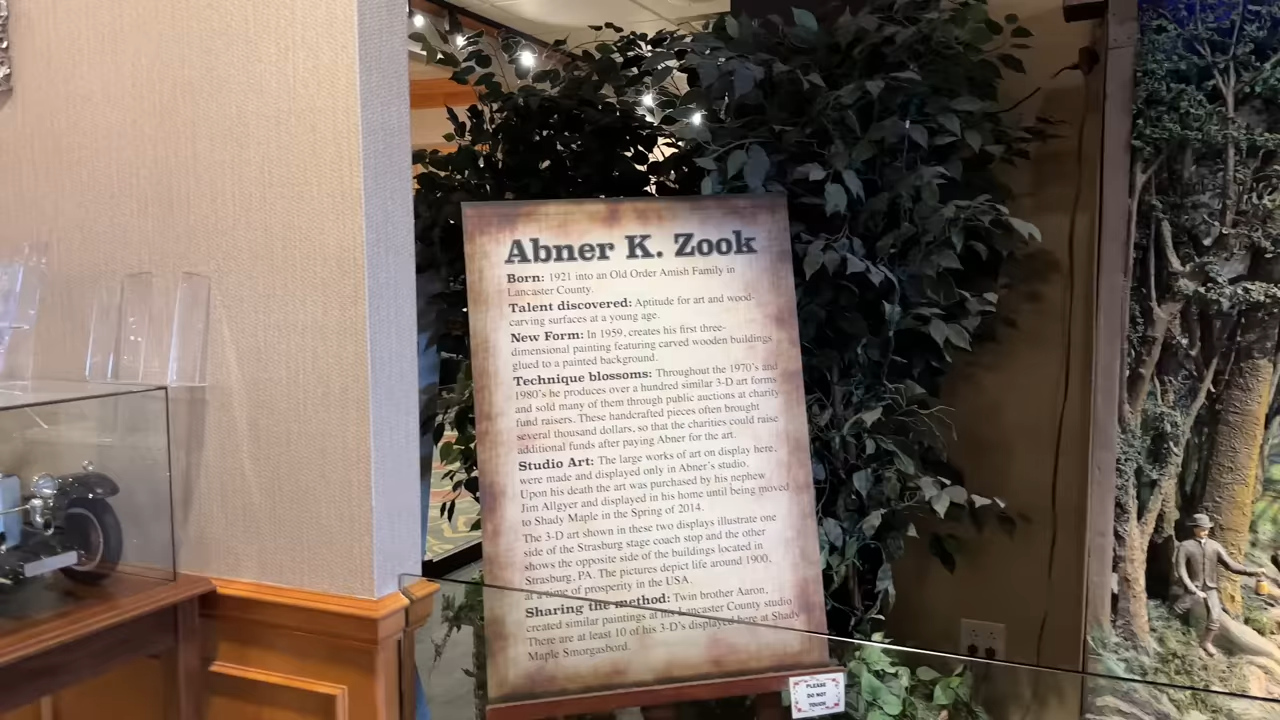 Abner K. Zook
Born: 1921 into an Old Order Amish Family in
Lancaster County.
Talent discovered: Aptitude for art and wood-
carving surfaces at a young age.
New Form: In 1959, creates his first three-
dimensional painting featuring carved wooden buildings
glued to a painted background.
Technique blossoms: Throughout the 1970's and
1980's he produces over a hundred similar 3-D art forms
and sold many of them through public auctions at charity
fund raisers. These handcrafted pieces often brought
several thousand dollars, so that the charities could raise
additional funds after paying Abner for the art.
Studio Art: The large works of art on display here,
were made and displayed only in Abner's studio.
Upon his death the art was purchased by his nephew
Jim Allgyer and displayed in his home until being moved
to Shady Maple in the Spring of 2014.
The 3-D art shown in these two displays illustrate one
side of the Strasburg stage coach stop and the other
shows the opposite side of the buildings located in
Strasburg, PA. The pictures depict life around 1900,
at a time of prosperity in the USA.
Sharing the method: Twin brother Aaron,
created similar paintings at his Lancaster County studio
There are at least 10 of his 3-D's displayed here at Shady
Maple Smorgasbord.
PLEASE
DO NOT
TOUCH